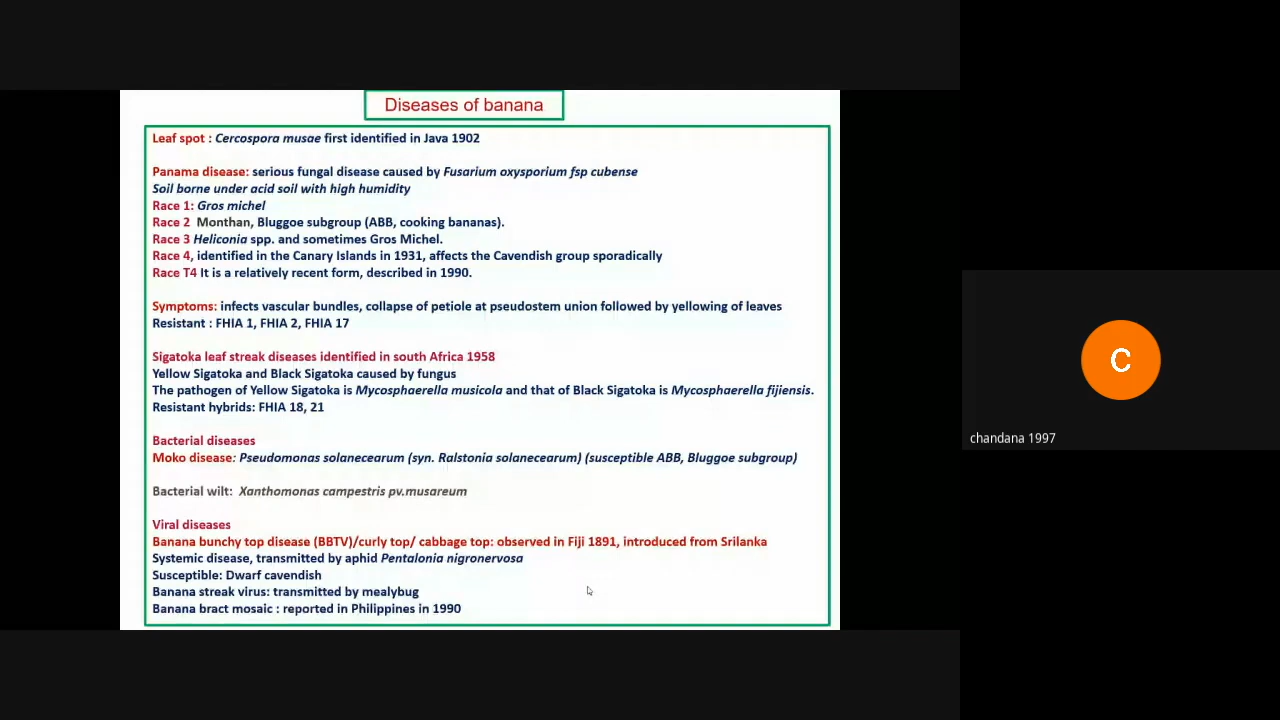 Diseases of banana
Leaf spot : Cercospora musae first identified in Java 1902
Panama disease: serious fungal disease caused by Fusarium oxysporium fsp cubense
Soil borne under acid soil with high humidity
Race 1: Gros michel
Race 2 Monthan, Bluggoe subgroup (ABB, cooking bananas).
Race 3 Heliconia spp. and sometimes Gros Michel.
Race 4, identified in the Canary Islands in 1931, affects the Cavendish group sporadically
Race T4 It is a relatively recent form, described in 1990.
Symptoms: infects vascular bundles, collapse of petiole at pseudostem union followed by yellowing of leaves
Resistant : FHIA 1, FHIA 2, FHIA 17
Sigatoka leaf streak diseases identified in south Africa 1958
Yellow Sigatoka and Black Sigatoka caused by fungus
The pathogen of Yellow Sigatoka is Mycosphaerella musicola and that of Black Sigatoka is Mycosphaerella fijiensis.
Resistant hybrids: FHIA 18, 21
Bacterial diseases
Moko disease: Pseudomonas solanecearum (syn. Ralstonia solanecearum) (susceptible ABB, Bluggoe subgroup)
Bacterial wilt: Xanthomonas campestris pv.musareum
Viral diseases
Banana bunchy top disease (BBTV)/curly top/ cabbage top: observed in Fiji 1891, introduced from Srilanka
Systemic disease, transmitted by aphid Pentalonia nigronervosa
Susceptible: Dwarf cavendish
Banana streak virus: transmitted by mealybug
Banana bract mosaic : reported in Philippines in 1990
C
chandana 1997